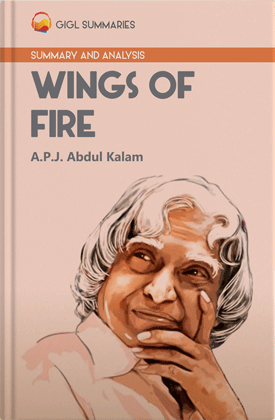 GIGL SUMMARIES
SUMMARY AND ANALYSIS
WINGS OF
FIRE
A.P.J. Abdul Kalam